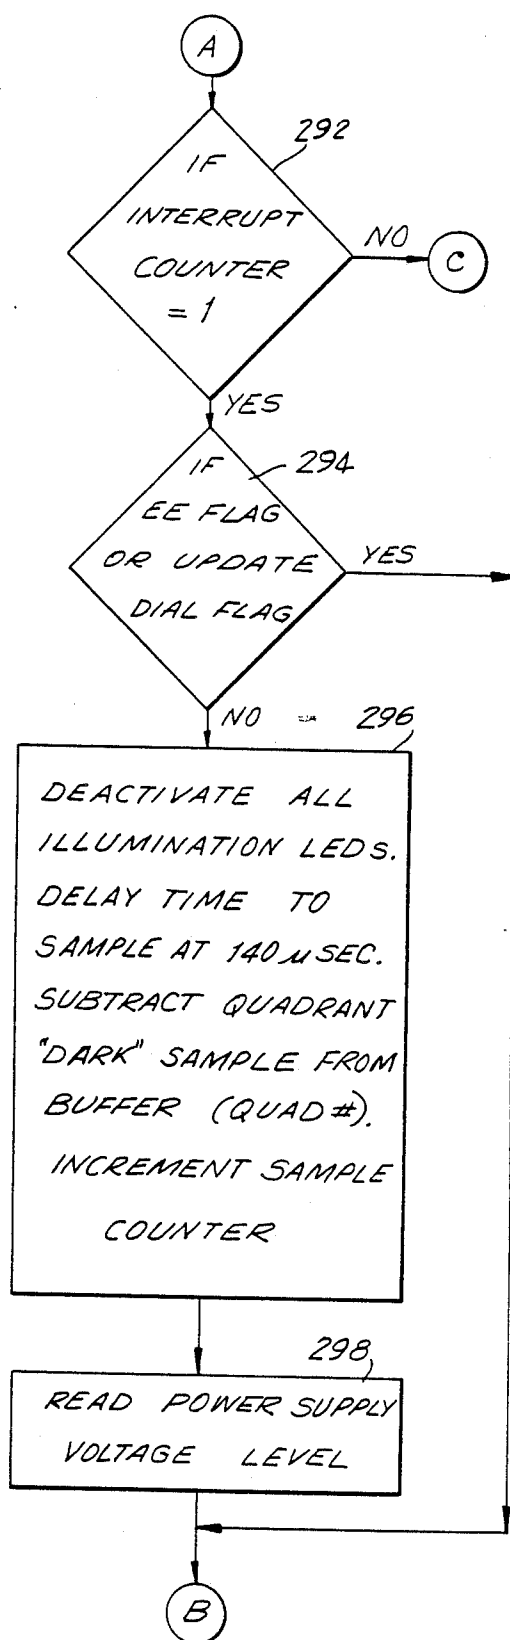 A
292
IF
INTERRUPT
COUNTER
= 1
NO
C
YES
294
IF
EE FLAG
OR UPDATE
DIAL FLAG
YES
NO
296
DEACTIVATE ALL
ILLUMINATION LEDS.
DELAY TIME TO
SAMPLE AT 140 μSEC.
SUBTRACT QUADRANT
"DARK" SAMPLE FROM
BUFFER (QUAD #).
INCREMENT SAMPLE
COUNTER
298
READ POWER SUPPLY
VOLTAGE LEVEL
B